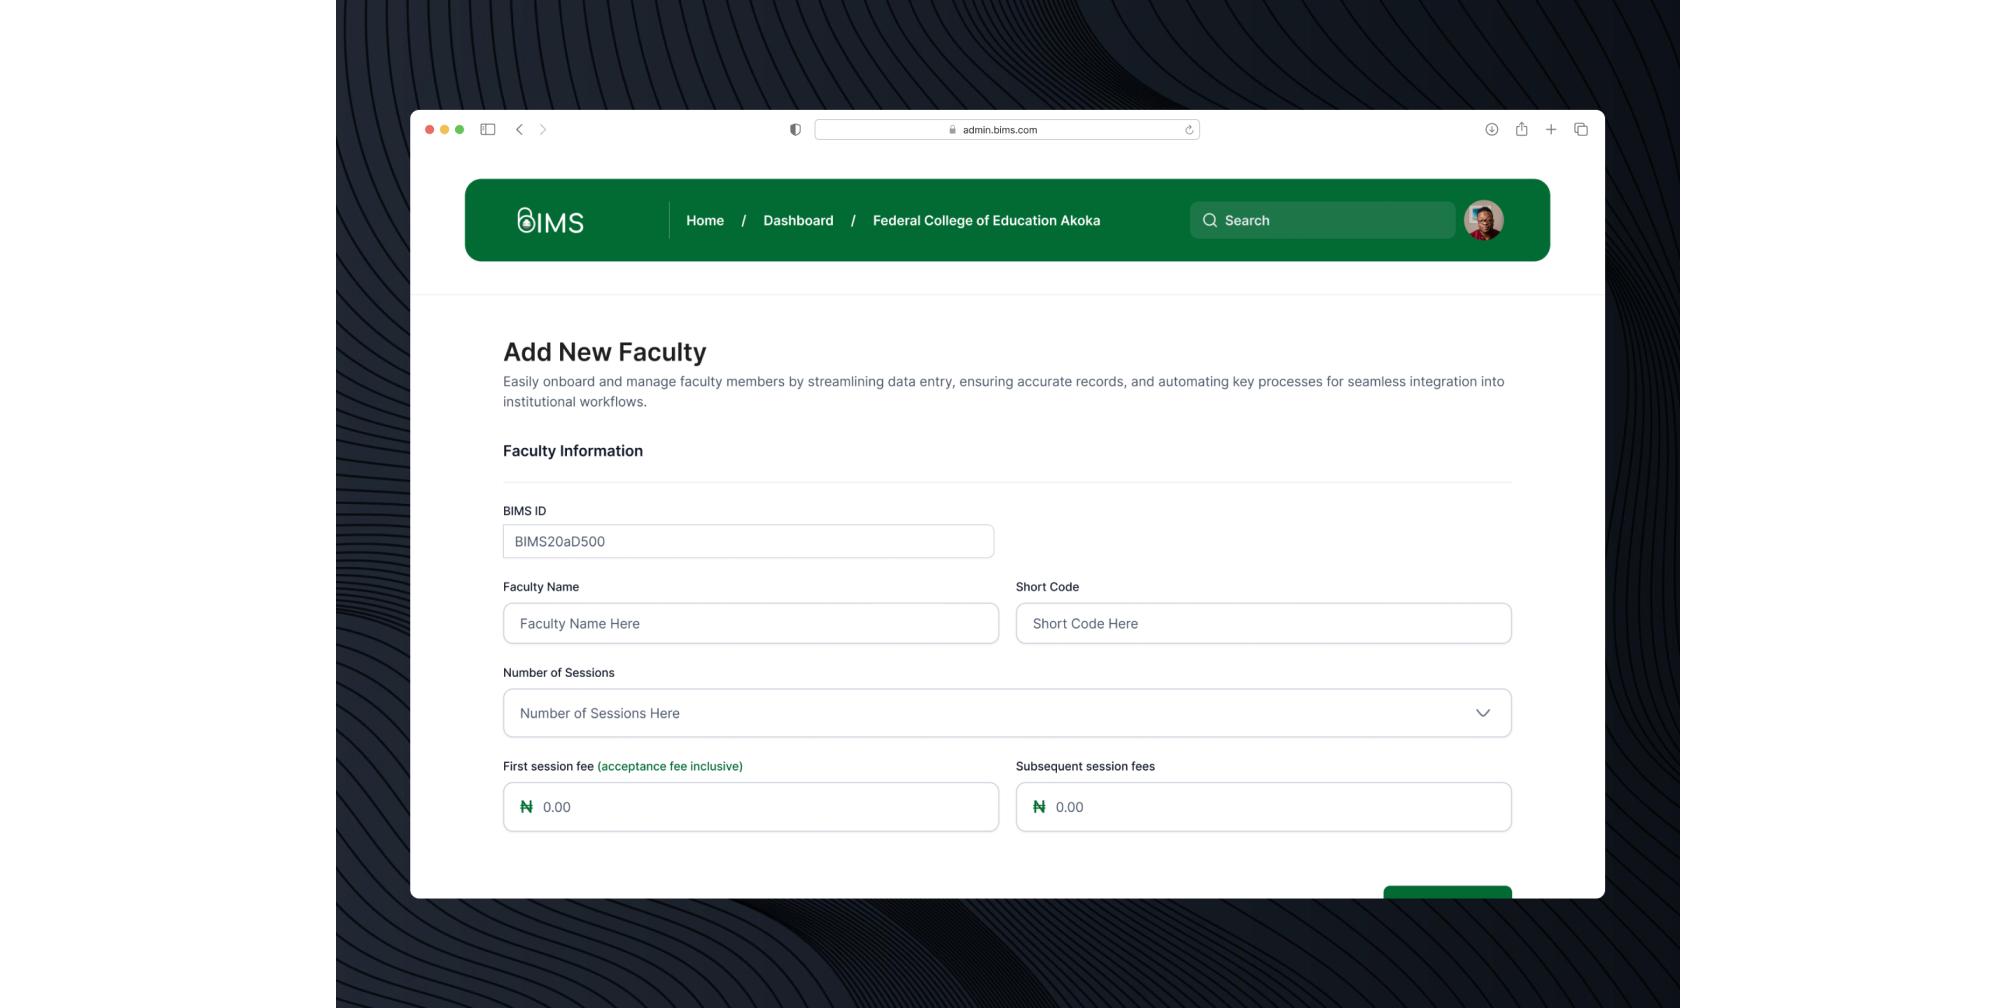 admin.bims.com
BIMS
Home / Dashboard / Federal College of Education Akoka
Search
Add New Faculty
Easily onboard and manage faculty members by streamlining data entry, ensuring accurate records, and automating key processes for seamless integration into
institutional workflows.
Faculty Information
BIMS ID
BIMS20aD500
Faculty Name
Short Code
Faculty Name Here
Short Code Here
Number of Sessions
Number of Sessions Here
First session fee (acceptance fee inclusive)
Subsequent session fees
₦ 0.00
₦ 0.00